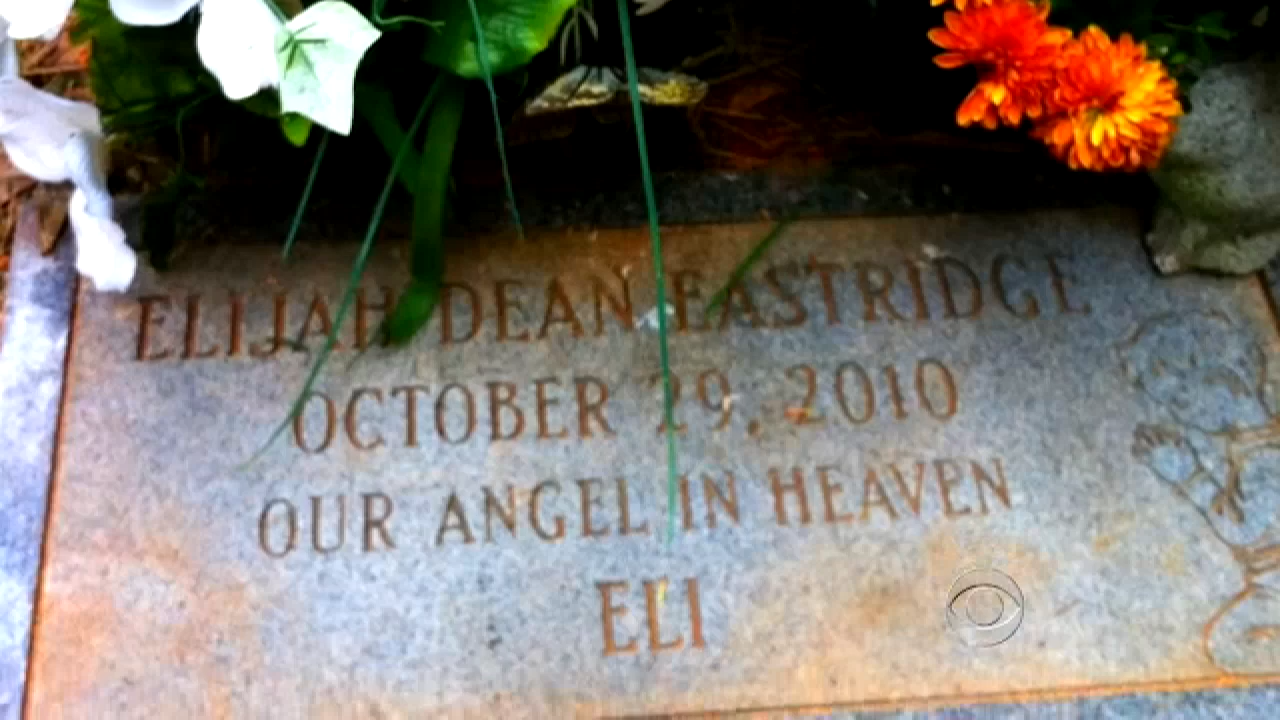 ELIJAH DEAN EASTRIDGE
OCTOBER 29, 2010
OUR ANGEL IN HEAVEN
ELI